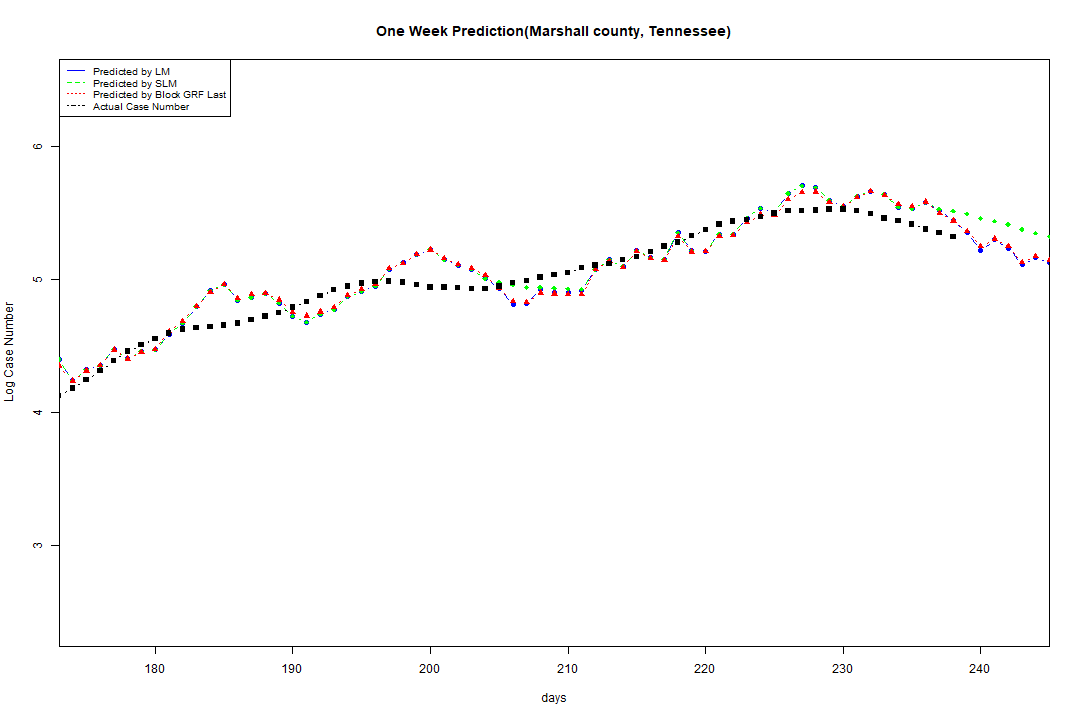 One Week Prediction(Marshall county, Tennessee)
Predicted by LM
Predicted by SLM
Predicted by Block GRF Last
Actual Case Number
6
5
4
3
Log Case Number
180 190 200 210 220 230 240
days